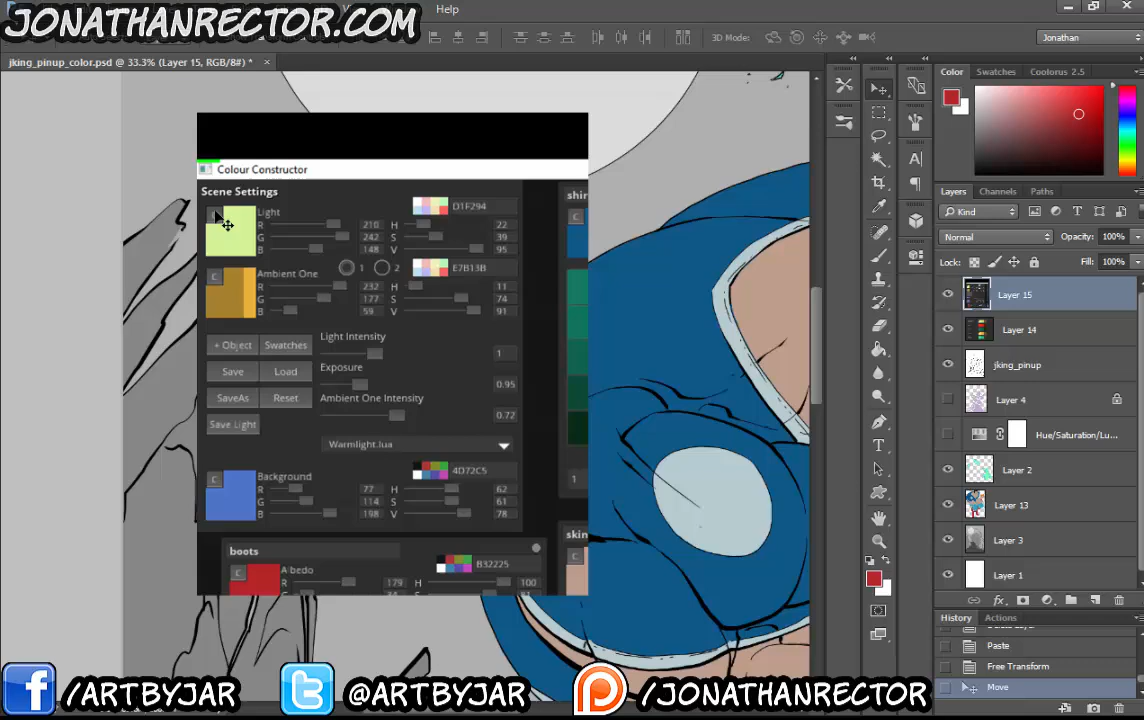 JONATHANRECTOR.COM
Help
3D Mode:
Jonathan
jking_pinup_color.psd @ 33.3% (Layer 15, RGB/8#) *
Color
Swatches
Coolorus 2.5
Colour Constructor
Scene Settings
Light
D1F294
R 210 H 22
G 242 S 39
B 148 V 95
Ambient One
1 2
E7B13B
R 232 H 11
G 177 S 74
B 59 V 91
Light Intensity
+ Object
Swatches
1
Exposure
Save
Load
0.95
SaveAs
Reset
Ambient One Intensity
0.72
Save Light
Warmlight.lua
Background
4D72C5
R 77 H 62
G 114 S 61
B 198 V 78
boots
C
Albedo
B32225
R 179 H 100
shir
C
1
skin
C
Layers
Channels
Paths
Kind
Normal
Opacity: 100%
Lock:
Fill: 100%
Layer 15
Layer 14
jking_pinup
Layer 4
Hue/Saturation/Lu...
Layer 2
Layer 13
Layer 3
Layer 1
fx
History
Actions
Paste
Free Transform
Move
/ARTBYJAR
@ARTBYJAR
/JONATHANRECTOR